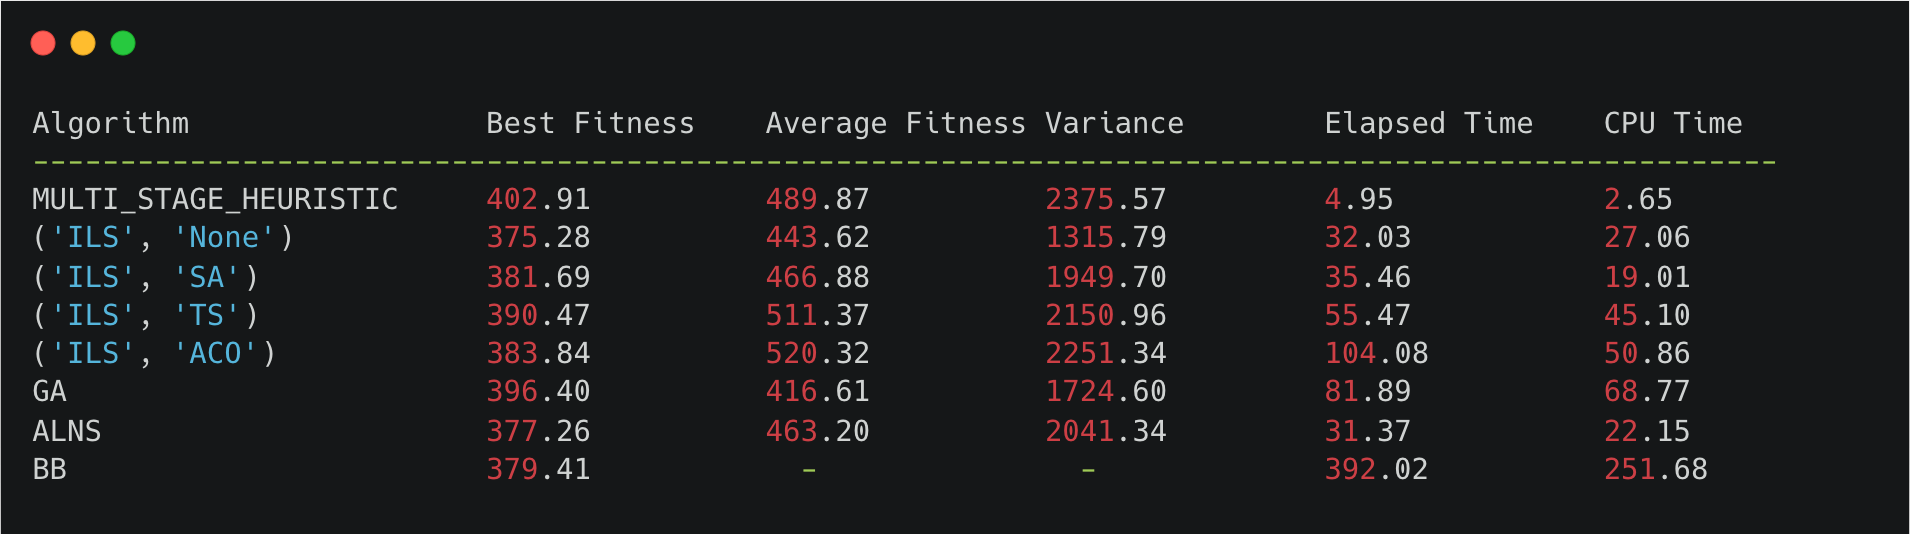 Algorithm Best Fitness Average Fitness Variance Elapsed Time CPU Time
----------------------------------------------------------------------------------------------------
MULTI_STAGE_HEURISTIC 402.91 489.87 2375.57 4.95 2.65
('ILS', 'None') 375.28 443.62 1315.79 32.03 27.06
('ILS', 'SA') 381.69 466.88 1949.70 35.46 19.01
('ILS', 'TS') 390.47 511.37 2150.96 55.47 45.10
('ILS', 'ACO') 383.84 520.32 2251.34 104.08 50.86
GA 396.40 416.61 1724.60 81.89 68.77
ALNS 377.26 463.20 2041.34 31.37 22.15
BB 379.41 - - 392.02 251.68